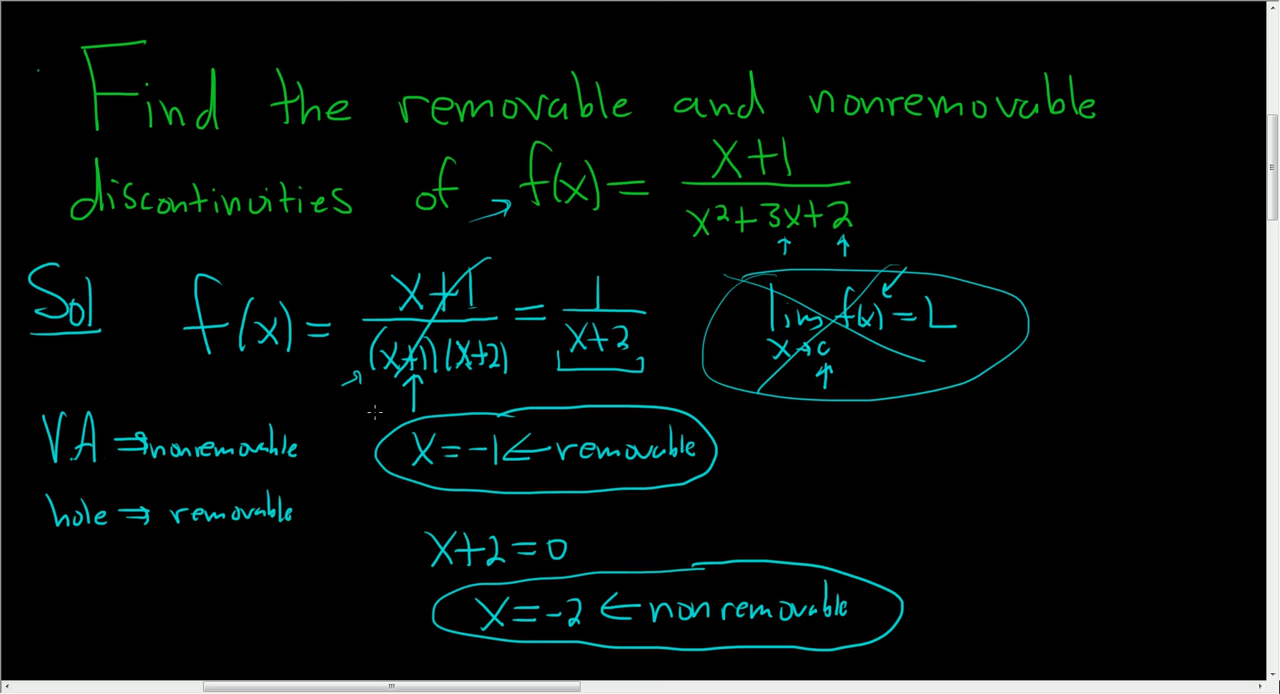 Find the removable and nonremovable
discontinuities of → f(x) = (x+1)/(x²+3x+2)
Sol f(x) = (x+1)/((x+1)(x+2)) = 1/(x+2)
lim x→c f(x) = L
VA ⇒ nonremovable
x = -1 ← removable
hole ⇒ removable
x+2 = 0
x = -2 ← nonremovable